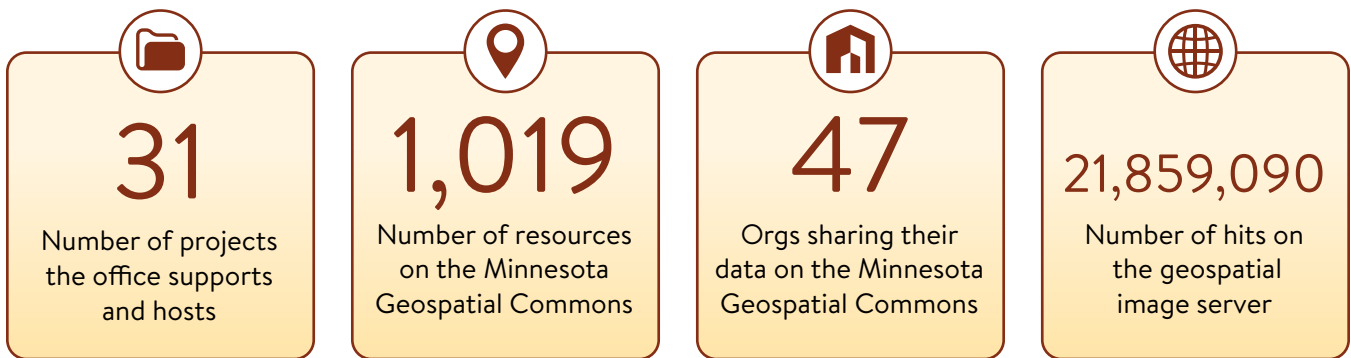 31
Number of projects
the office supports
and hosts
1,019
Number of resources
on the Minnesota
Geospatial Commons
47
Orgs sharing their
data on the Minnesota
Geospatial Commons
21,859,090
Number of hits on
the geospatial
image server